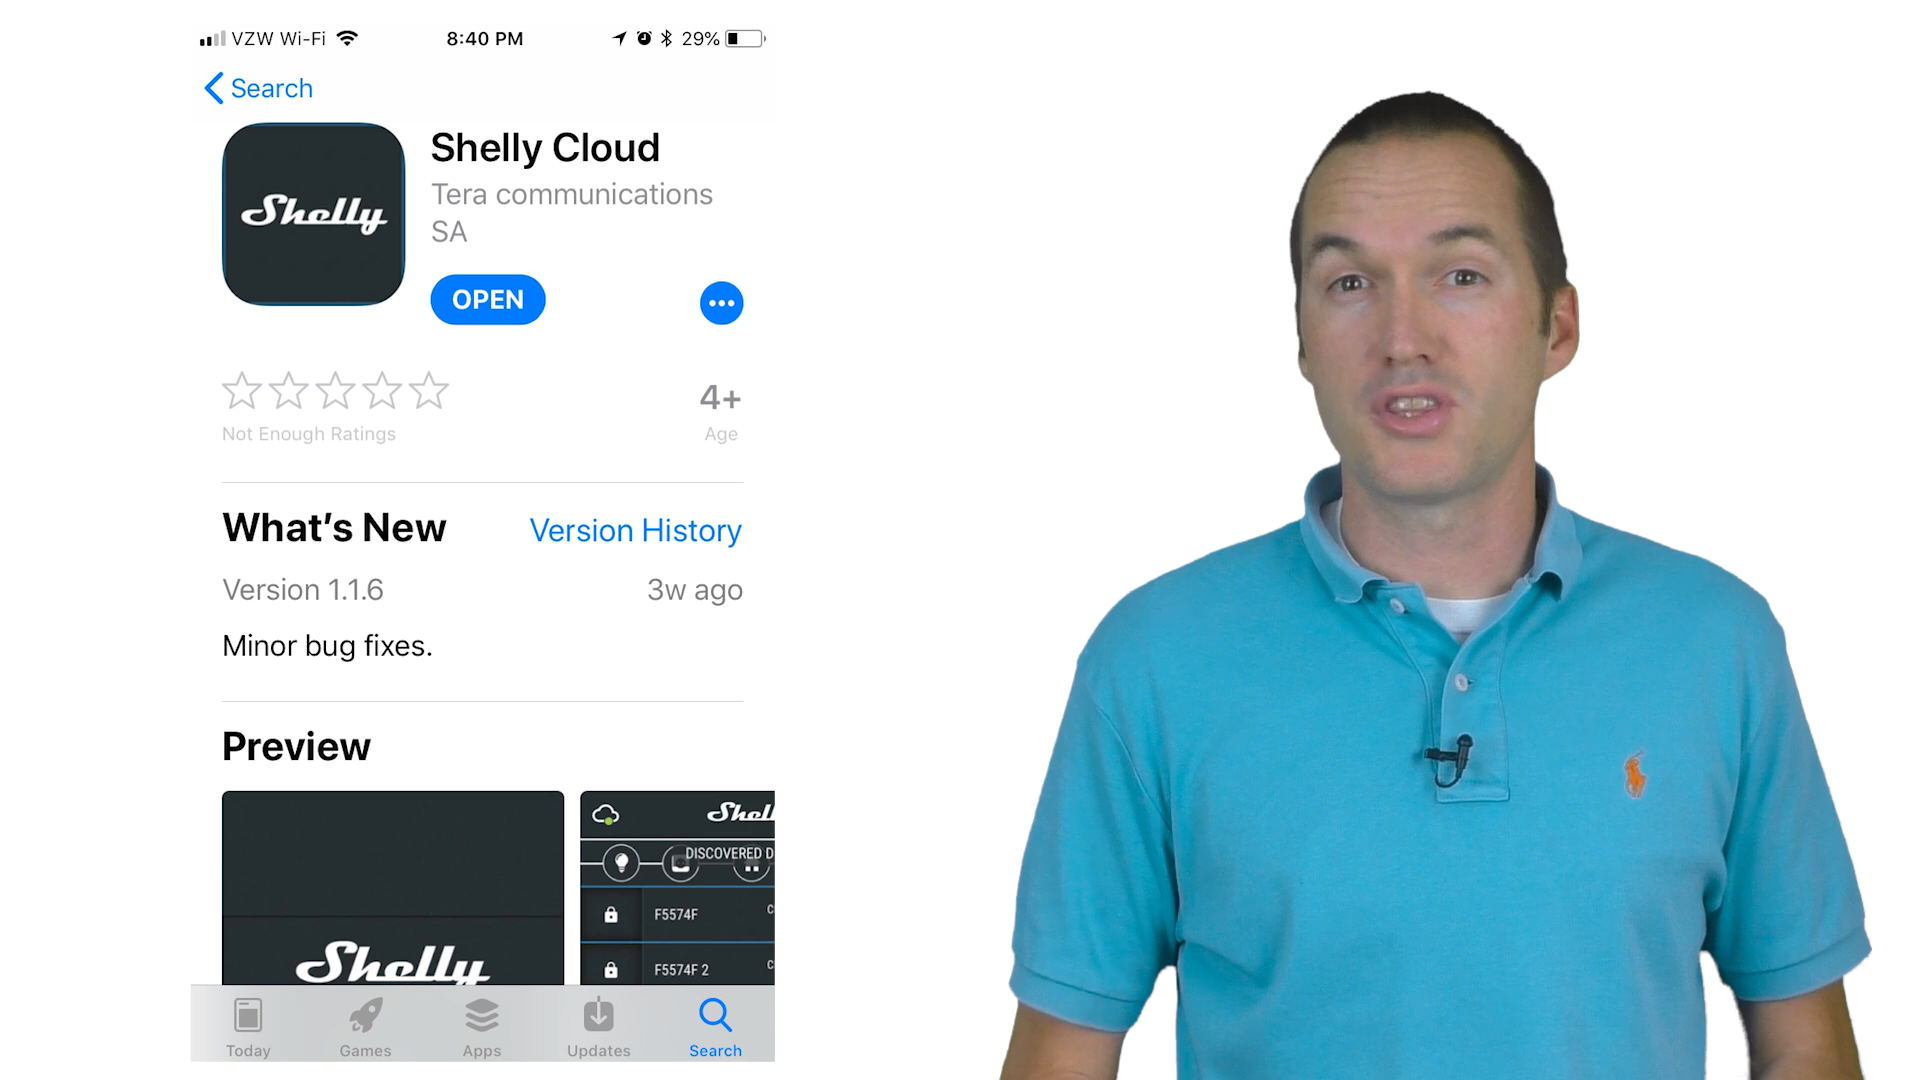 VZW Wi-Fi 8:40 PM 29%
Search
Shelly
Shelly Cloud
Tera communications
SA
OPEN
Not Enough Ratings
4+
Age
What's New Version History
Version 1.1.6 3w ago
Minor bug fixes.
Preview
Shelly
Shell
DISCOVERED D
F5574F
F5574F 2
Today Games Apps Updates Search